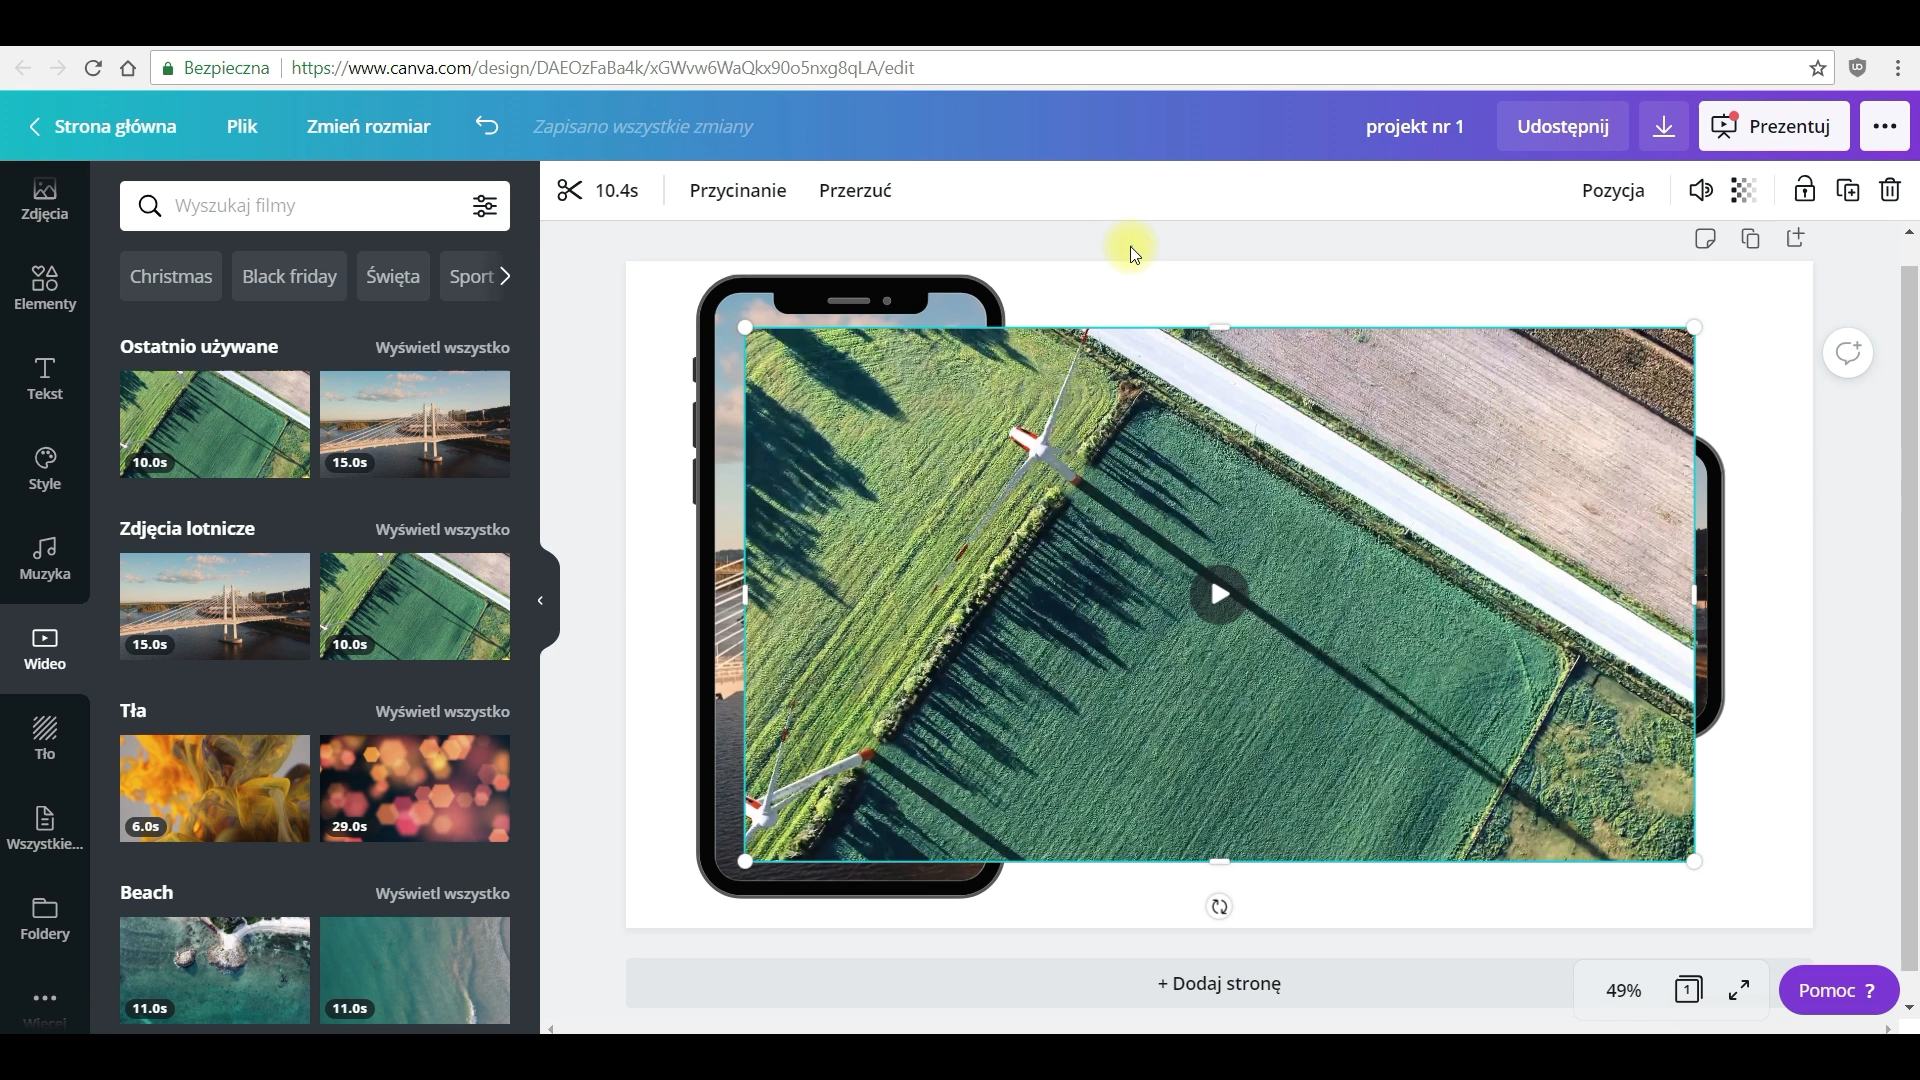 Bezpieczna https://www.canva.com/design/DAEOzFaBa4k/xGWvw6WaQkx90o5nxg8qLA/edit
Strona główna Plik Zmień rozmiar Zapisano wszystkie zmiany projekt nr 1 Udostępnij Prezentuj
Zdjęcia
Elementy
Tekst
Style
Muzyka
Wideo
Tło
Wszystkie...
Foldery
Więcej
Wyszukaj filmy
Christmas Black friday Święta Sport
Ostatnio używane Wyświetl wszystko
10.0s 15.0s
Zdjęcia lotnicze Wyświetl wszystko
15.0s 10.0s
Tła Wyświetl wszystko
6.0s 29.0s
Beach Wyświetl wszystko
11.0s 11.0s
10.4s Przycinanie Przerzuć Pozycja
+ Dodaj stronę
49% 1 Pomoc ?